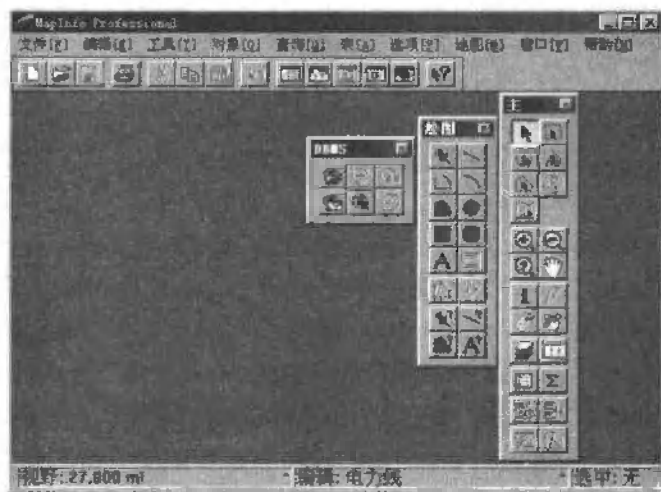 MapInfo Professional
文件[F] 编辑[E] 工具[T] 对象[O] 查询[Q] 表[A] 选项[P] 地图[M] 窗口[W] 帮助[H]
主
绘图
DBMS
视野: 27,800 mi
编辑: 电力线
选中: 无